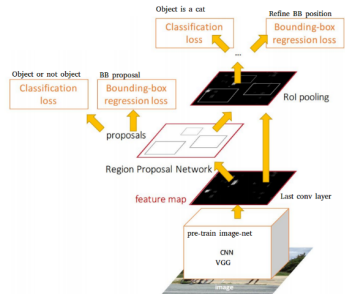 Object is a cat
Refine BB position
Classification
loss
Bounding-box
regression loss
...
Object or not object
BB proposal
Classification
loss
Bounding-box
regression loss
RoI pooling
proposals
Region Proposal Network
feature map
Last conv layer
pre-train image-net
CNN
VGG
image